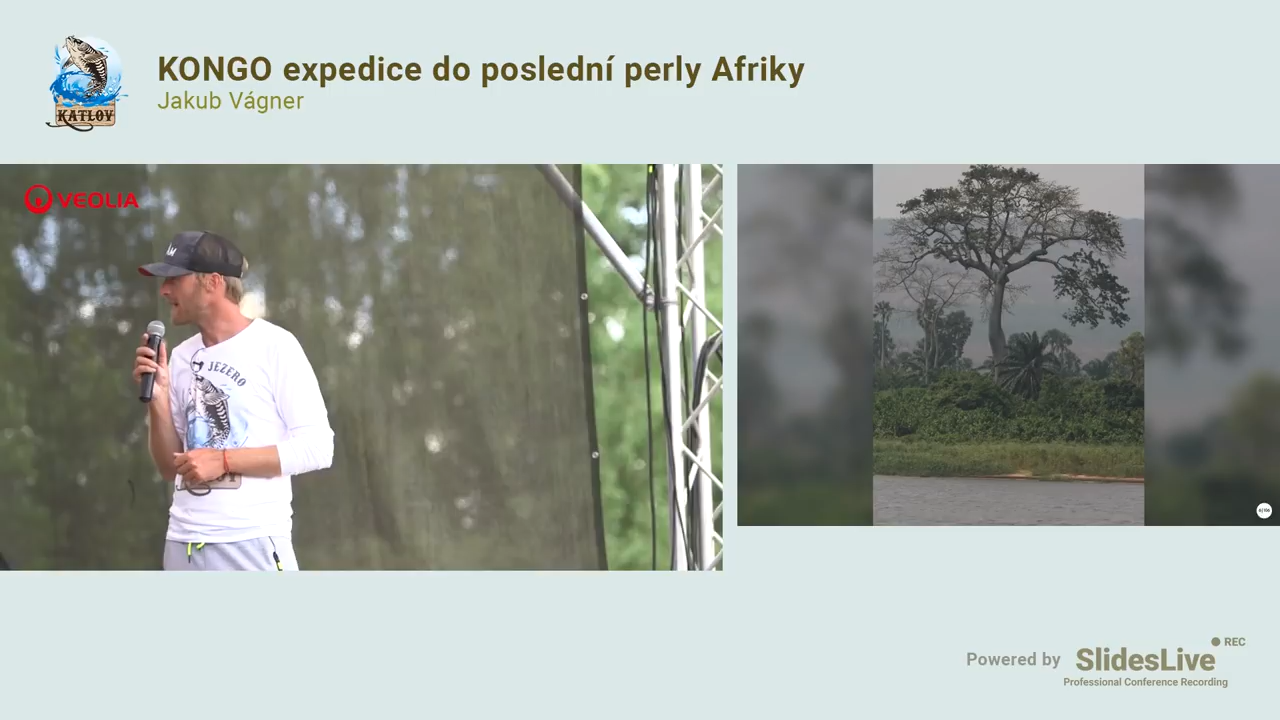 KATLOV
KONGO expedice do poslední perly Afriky
Jakub Vágner
VEOLIA
JEZERO
Powered by
SlidesLive
REC
Professional Conference Recording